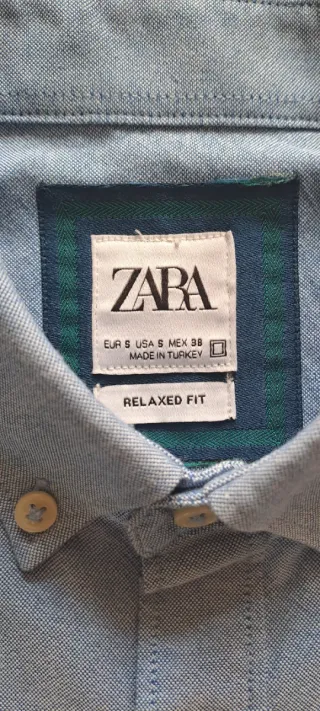 ZARA
EUR S USA S MEX 38
MADE IN TURKEY
RELAXED FIT